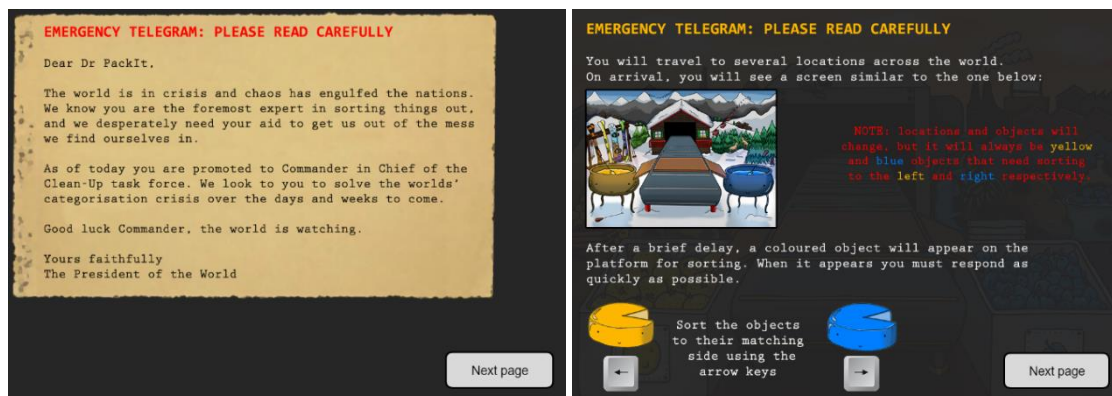 EMERGENCY TELEGRAM: PLEASE READ CAREFULLY
Dear Dr PackIt,
The world is in crisis and chaos has engulfed the nations.
We know you are the foremost expert in sorting things out,
and we desperately need your aid to get us out of the mess
we find ourselves in.
As of today you are promoted to Commander in Chief of the
Clean-Up task force. We look to you to solve the worlds'
categorisation crisis over the days and weeks to come.
Good luck Commander, the world is watching.
Yours faithfully
The President of the World
Next page
EMERGENCY TELEGRAM: PLEASE READ CAREFULLY
You will travel to several locations across the world.
On arrival, you will see a screen similar to the one below:
NOTE: locations and objects will
change, but it will always be yellow
and blue objects that need sorting
to the left and right respectively.
After a brief delay, a coloured object will appear on the
platform for sorting. When it appears you must respond as
quickly as possible.
Sort the objects
to their matching
side using the
arrow keys
←
→
Next page